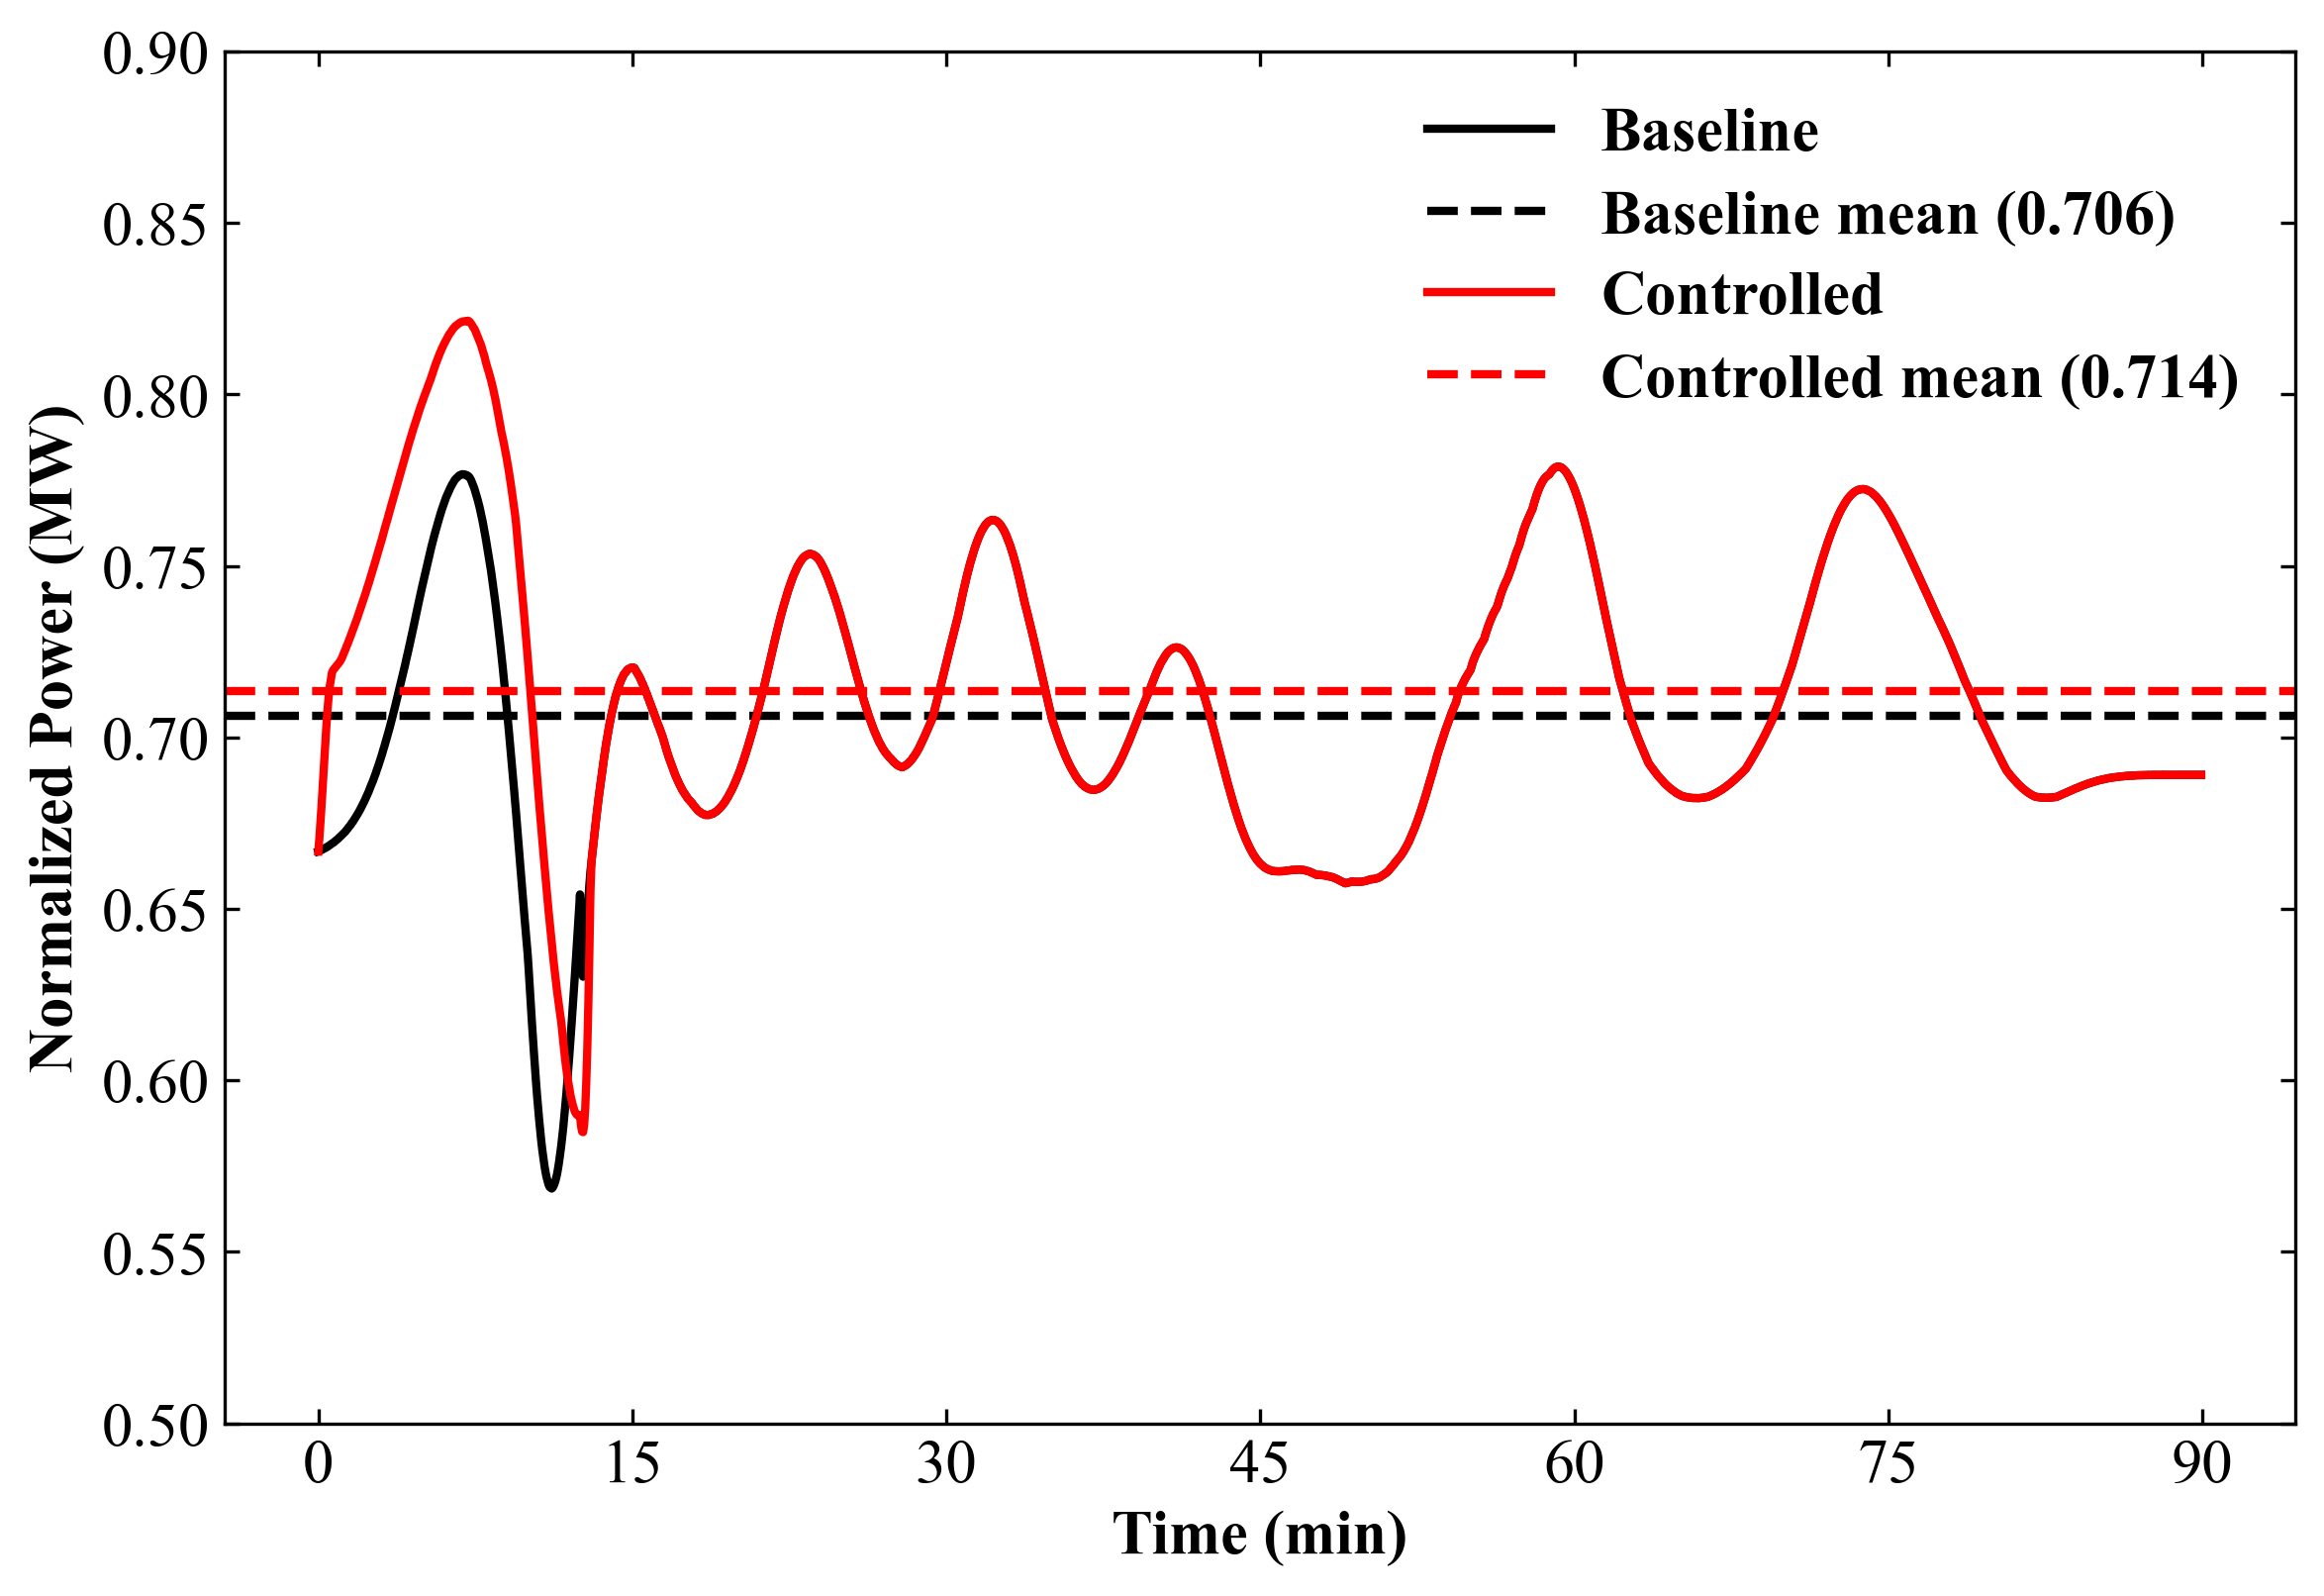 0.90
0.85
0.80
0.75
0.70
0.65
0.60
0.55
0.50
Normalized Power (MW)
Baseline
Baseline mean (0.706)
Controlled
Controlled mean (0.714)
0 15 30 45 60 75 90
Time (min)